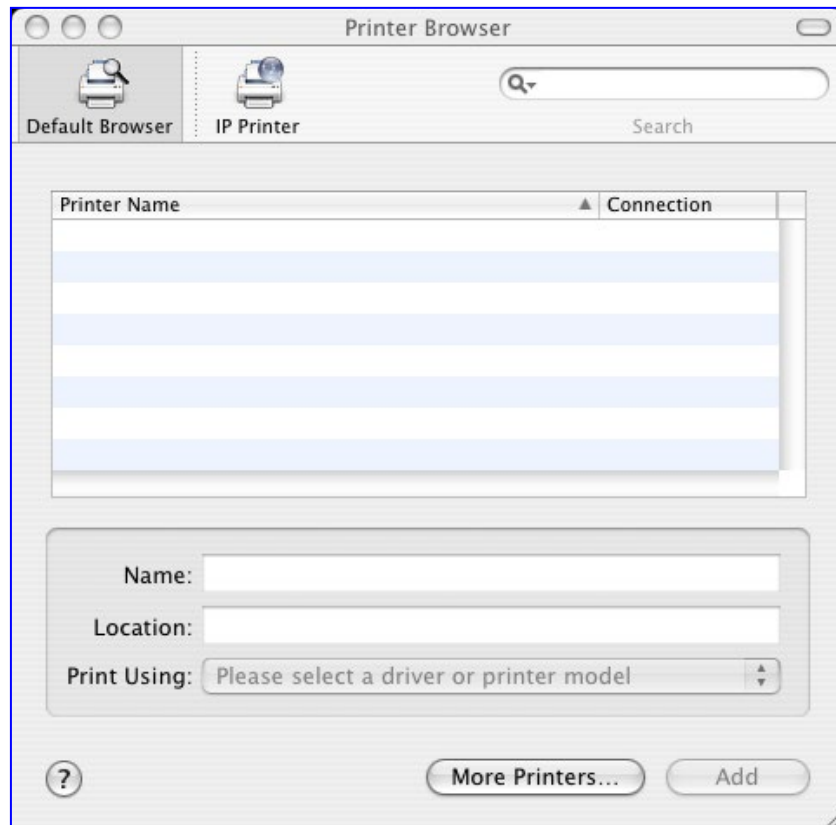 Printer Browser
Default Browser
IP Printer
Search
Printer Name
Connection
Name:
Location:
Print Using: Please select a driver or printer model
?
More Printers...
Add